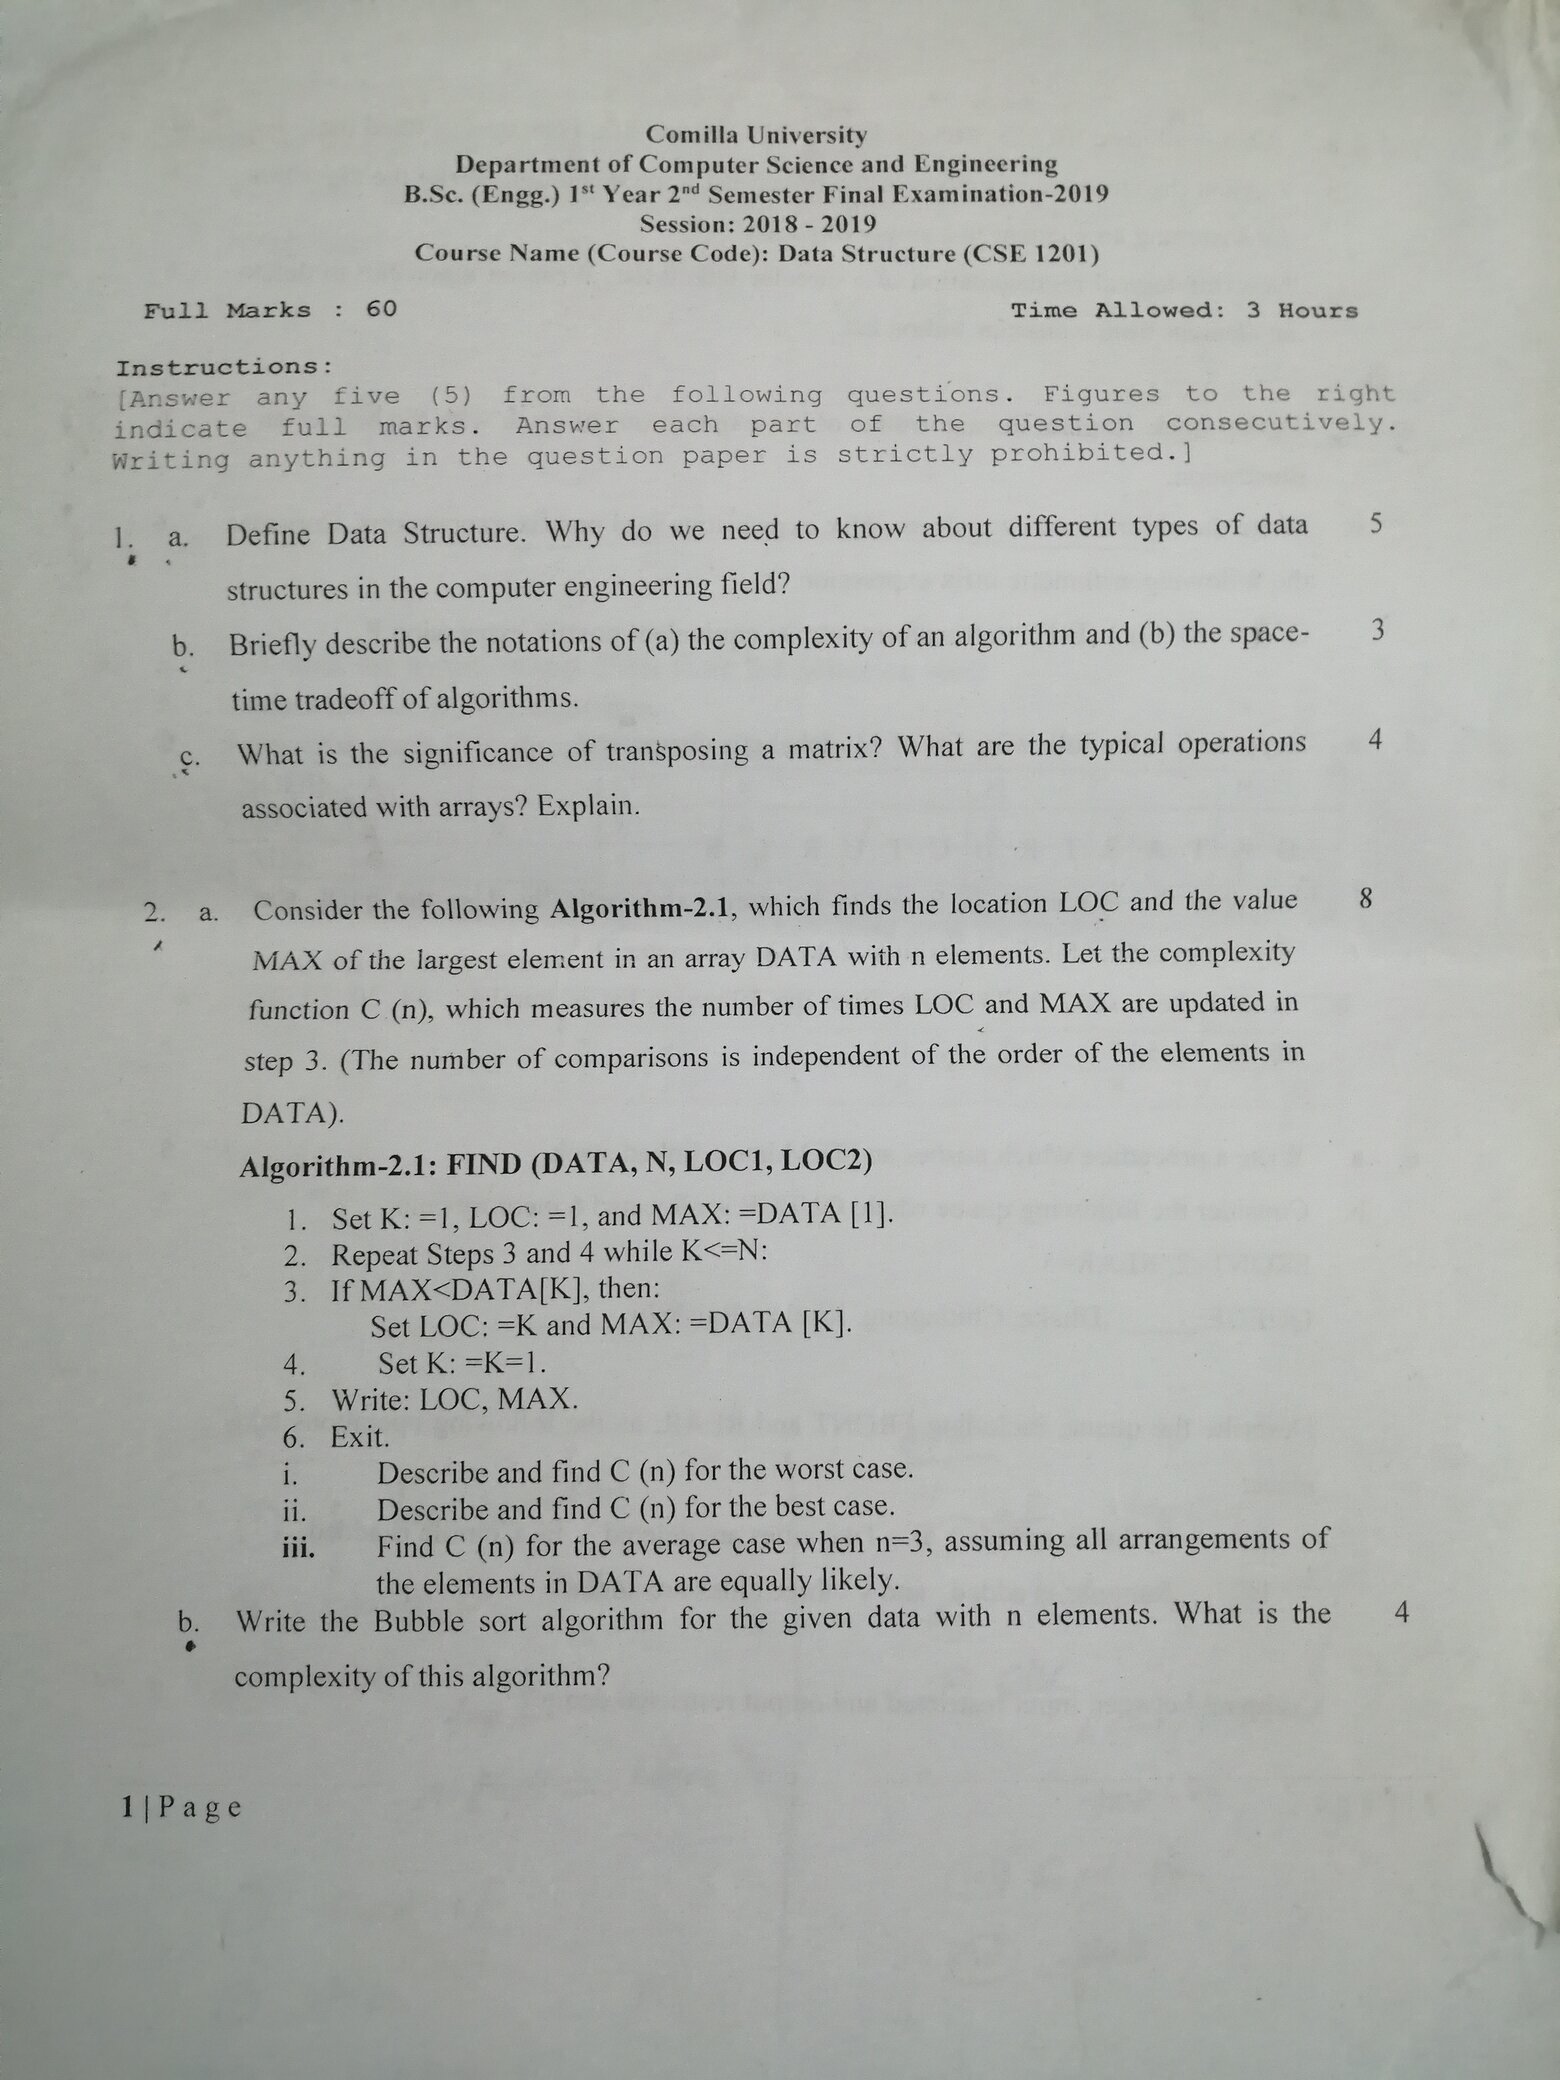 Comilla University
Department of Computer Science and Engineering
B.Sc. (Engg.) 1st Year 2nd Semester Final Examination-2019
Session: 2018 - 2019
Course Name (Course Code): Data Structure (CSE 1201)
Full Marks : 60 Time Allowed: 3 Hours
Instructions:
[Answer any five (5) from the following questions. Figures to the right
indicate full marks. Answer each part of the question consecutively.
Writing anything in the question paper is strictly prohibited.]
1. a. Define Data Structure. Why do we need to know about different types of data 5
structures in the computer engineering field?
b. Briefly describe the notations of (a) the complexity of an algorithm and (b) the space- 3
time tradeoff of algorithms.
c. What is the significance of transposing a matrix? What are the typical operations 4
associated with arrays? Explain.
2. a. Consider the following Algorithm-2.1, which finds the location LOC and the value 8
MAX of the largest element in an array DATA with n elements. Let the complexity
function C (n), which measures the number of times LOC and MAX are updated in
step 3. (The number of comparisons is independent of the order of the elements in
DATA).
Algorithm-2.1: FIND (DATA, N, LOC1, LOC2)
1. Set K: =1, LOC: =1, and MAX: =DATA [1].
2. Repeat Steps 3 and 4 while K<=N:
3. If MAX<DATA[K], then:
Set LOC: =K and MAX: =DATA [K].
4. Set K: =K=1.
5. Write: LOC, MAX.
6. Exit.
i. Describe and find C (n) for the worst case.
ii. Describe and find C (n) for the best case.
iii. Find C (n) for the average case when n=3, assuming all arrangements of
the elements in DATA are equally likely.
b. Write the Bubble sort algorithm for the given data with n elements. What is the 4
complexity of this algorithm?
1 | P a g e